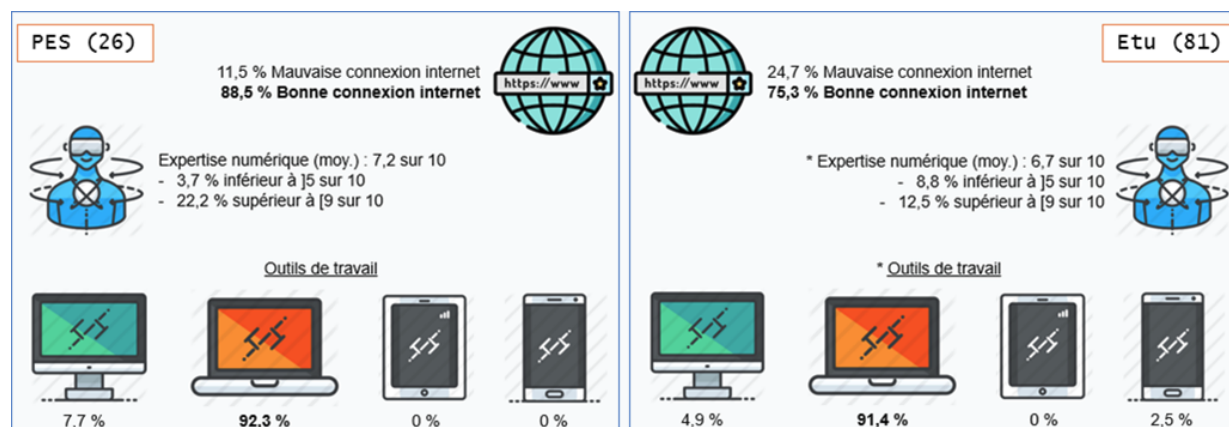 PES (26)
11,5 % Mauvaise connexion internet
88,5 % Bonne connexion internet
https://www
Expertise numérique (moy.) : 7,2 sur 10
- 3,7 % inférieur à ]5 sur 10
- 22,2 % supérieur à [9 sur 10
Outils de travail
7,7 %
92,3 %
0 %
0 %
Etu (81)
https://www
24,7 % Mauvaise connexion internet
75,3 % Bonne connexion internet
* Expertise numérique (moy.) : 6,7 sur 10
- 8,8 % inférieur à ]5 sur 10
- 12,5 % supérieur à [9 sur 10
* Outils de travail
4,9 %
91,4 %
0 %
2,5 %